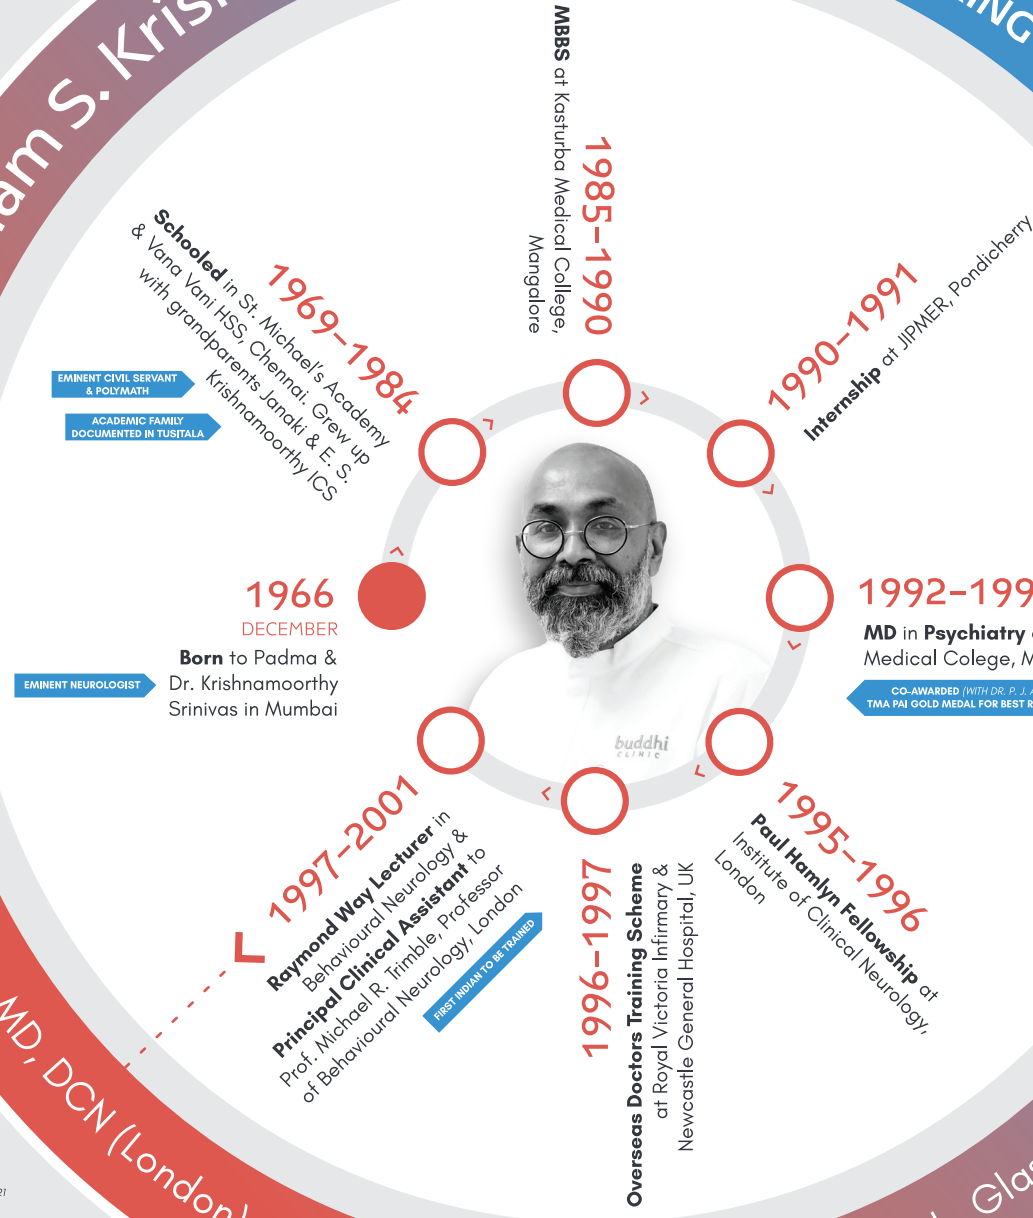 am S. Kris
ING
1966
DECEMBER
Born to Padma &
Dr. Krishnamoorthy
Srinivas in Mumbai
EMINENT NEUROLOGIST
1969–1984
Schooled in St. Michael's Academy
& Vana Vani HSS, Chennai. Grew up
with grandparents Janaki & E. S.
Krishnamoorthy ICS
EMINENT CIVIL SERVANT
& POLYMATH
ACADEMIC FAMILY
DOCUMENTED IN TUSITALA
1985–1990
MBBS at Kasturba Medical College,
Mangalore
1990–1991
Internship at JIPMER, Pondicherry
1992–199
MD in Psychiatry
Medical Colege, M
CO-AWARDED (WITH DR. P. J. A
TMA PAI GOLD MEDAL FOR BEST R
1995–1996
Paul Hamlyn Fellowship at
Institute of Clinical Neurology,
London
1996–1997
Overseas Doctors Training Scheme
at Royal Victoria Infirmary &
Newcastle General Hospital, UK
1997–2001
Raymond Way Lecturer in
Behavioural Neurology &
Principal Clinical Assistant to
Prof. Michael R. Trimble, Professor
of Behavioural Neurology, London
FIRST INDIAN TO BE TRAINED
buddhi
CLINIC
MD, DCN (London)
Glas
21